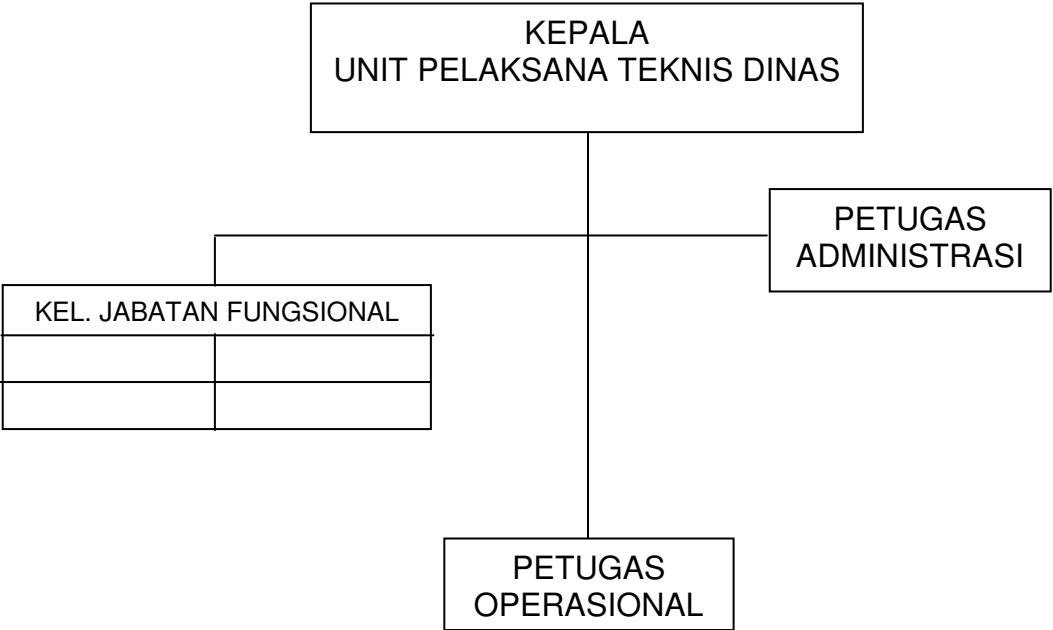 KEPALA
UNIT PELAKSANA TEKNIS DINAS
PETUGAS
ADMINISTRASI
KEL. JABATAN FUNGSIONAL
PETUGAS
OPERASIONAL